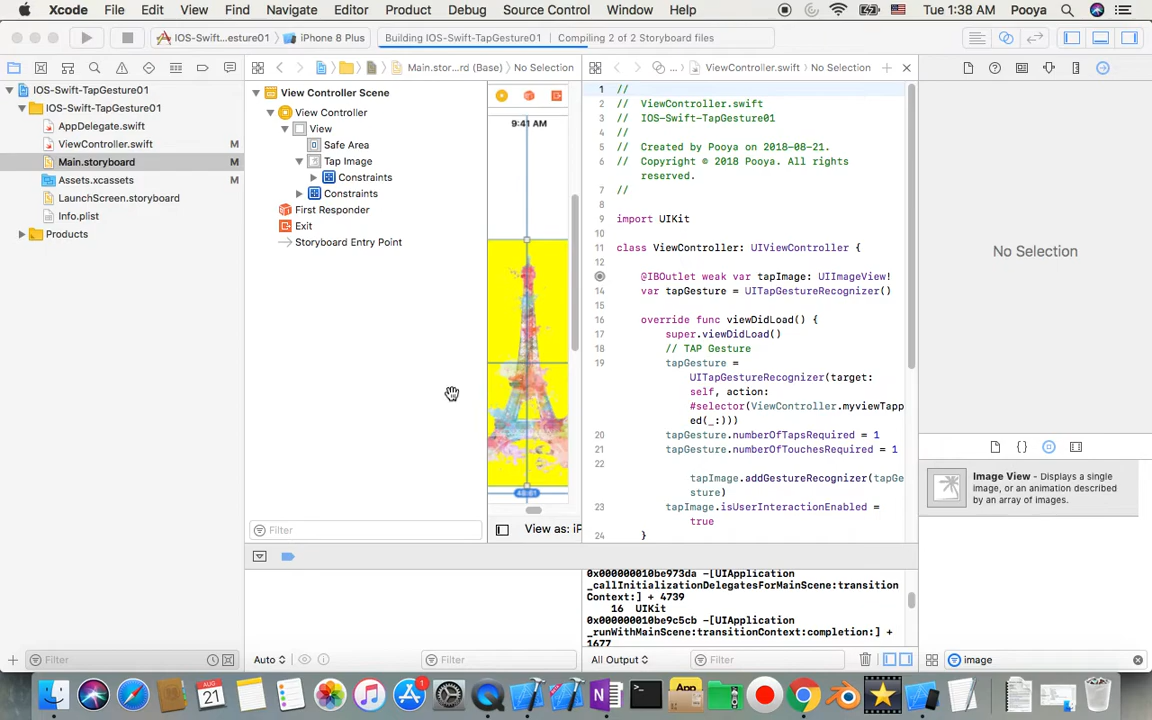 Xcode File Edit View Find Navigate Editor Product Debug Source Control Window Help Tue 1:38 AM Pooya
IOS-Swift...esture01 iPhone 8 Plus Building IOS-Swift-TapGesture01 Compiling 2 of 2 Storyboard files
Main.stor...rd (Base) No Selection ... ViewController.swift No Selection
IOS-Swift-TapGesture01
IOS-Swift-TapGesture01
AppDelegate.swift
ViewController.swift M
Main.storyboard M
Assets.xcassets M
LaunchScreen.storyboard
Info.plist
Products
Filter
View Controller Scene
View Controller
View
Safe Area
Tap Image
Constraints
Constraints
First Responder
Exit
Storyboard Entry Point
Filter
9:41 AM
View as: iP
1 //
2 // ViewController.swift
3 // IOS-Swift-TapGesture01
4 //
5 // Created by Pooya on 2018-08-21.
6 // Copyright © 2018 Pooya. All rights
reserved.
7 //
8
9 import UIKit
10
11 class ViewController: UIViewController {
12
@IBOutlet weak var tapImage: UIImageView!
14 var tapGesture = UITapGestureRecognizer()
15
16 override func viewDidLoad() {
17 super.viewDidLoad()
18 // TAP Gesture
19 tapGesture =
UITapGestureRecognizer(target:
self, action:
#selector(ViewController.myviewTapp
ed(_:)))
20 tapGesture.numberOfTapsRequired = 1
21 tapGesture.numberOfTouchesRequired = 1
22
tapImage.addGestureRecognizer(tapGe
sture)
23 tapImage.isUserInteractionEnabled =
true
24 }
No Selection
Image View - Displays a single
image, or an animation described
by an array of images.
image
0x000000010be973da -[UIApplication
_callInitializationDelegatesForMainScene:transition
Context:] + 4739
16 UIKit
0x000000010be9c5cb -[UIApplication
_runWithMainScene:transitionContext:completion:] +
1677
Auto Filter All Output Filter
AUG
21
1
App